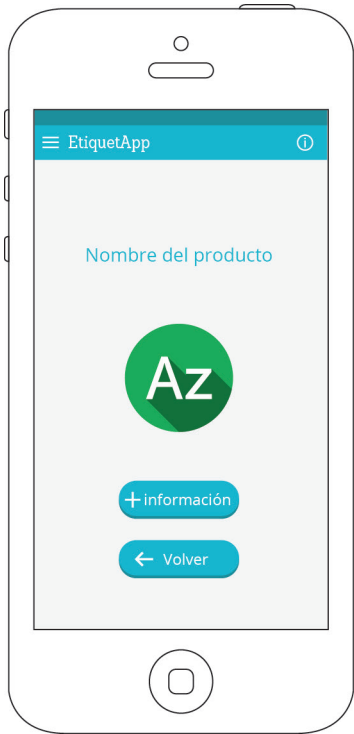 EtiquetApp
Nombre del producto
Az
+información
Volver